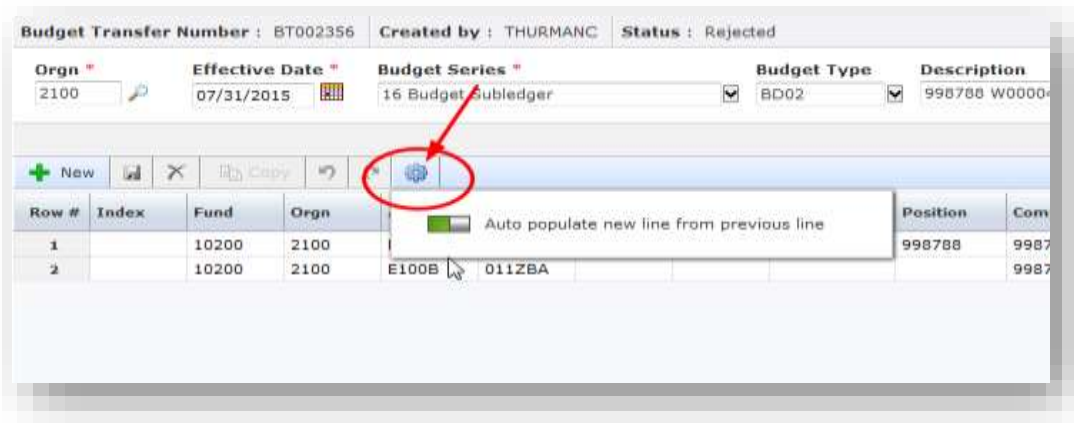 Budget Transfer Number : BT002356 Created by : THURMANC Status : Rejected
Orgn * Effective Date * Budget Series * Budget Type Description
2100 07/31/2015 16 Budget Subledger BD02 998788 W0000
New Copy
Row # Index Fund Orgn Position Com
Auto populate new line from previous line
1 10200 2100 998788 9987
2 10200 2100 E100B 011ZBA 9987